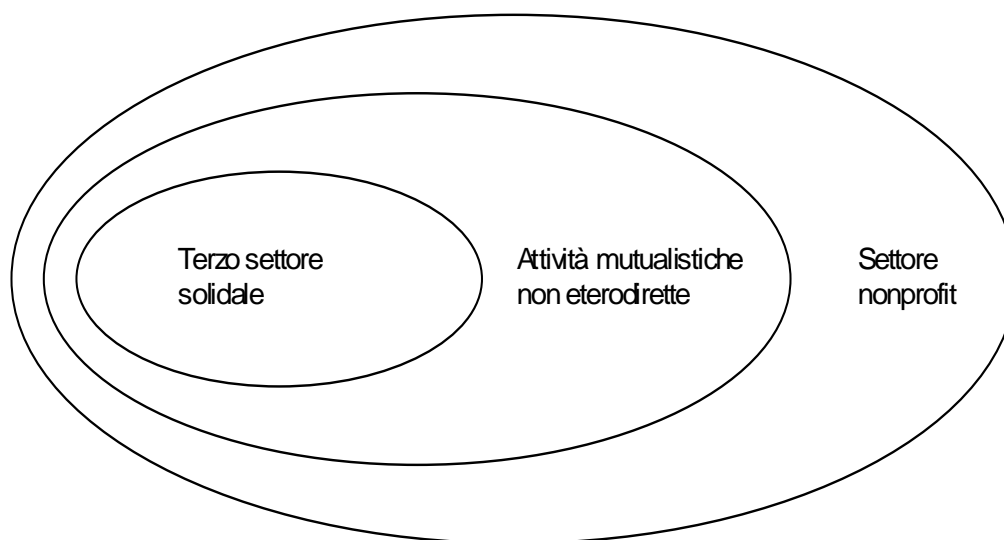 Terzo settore
solidale
Attività mutualistiche
non eterodirette
Settore
nonprofit